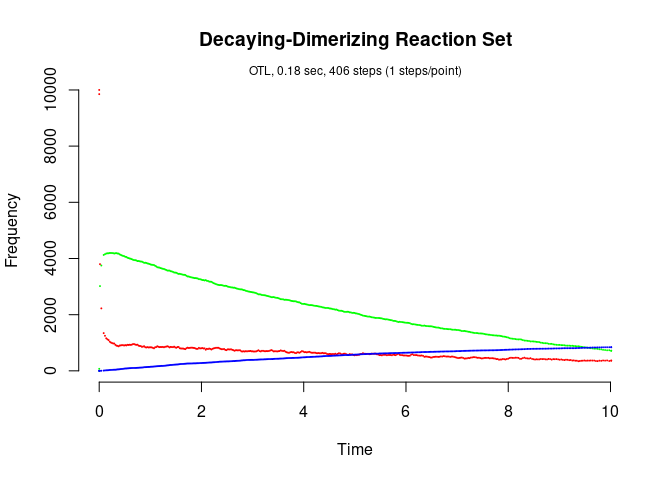 Decaying-Dimerizing Reaction Set
OTL, 0.18 sec, 406 steps (1 steps/point)
Frequency
10000
8000
6000
4000
2000
0
0 2 4 6 8 10
Time